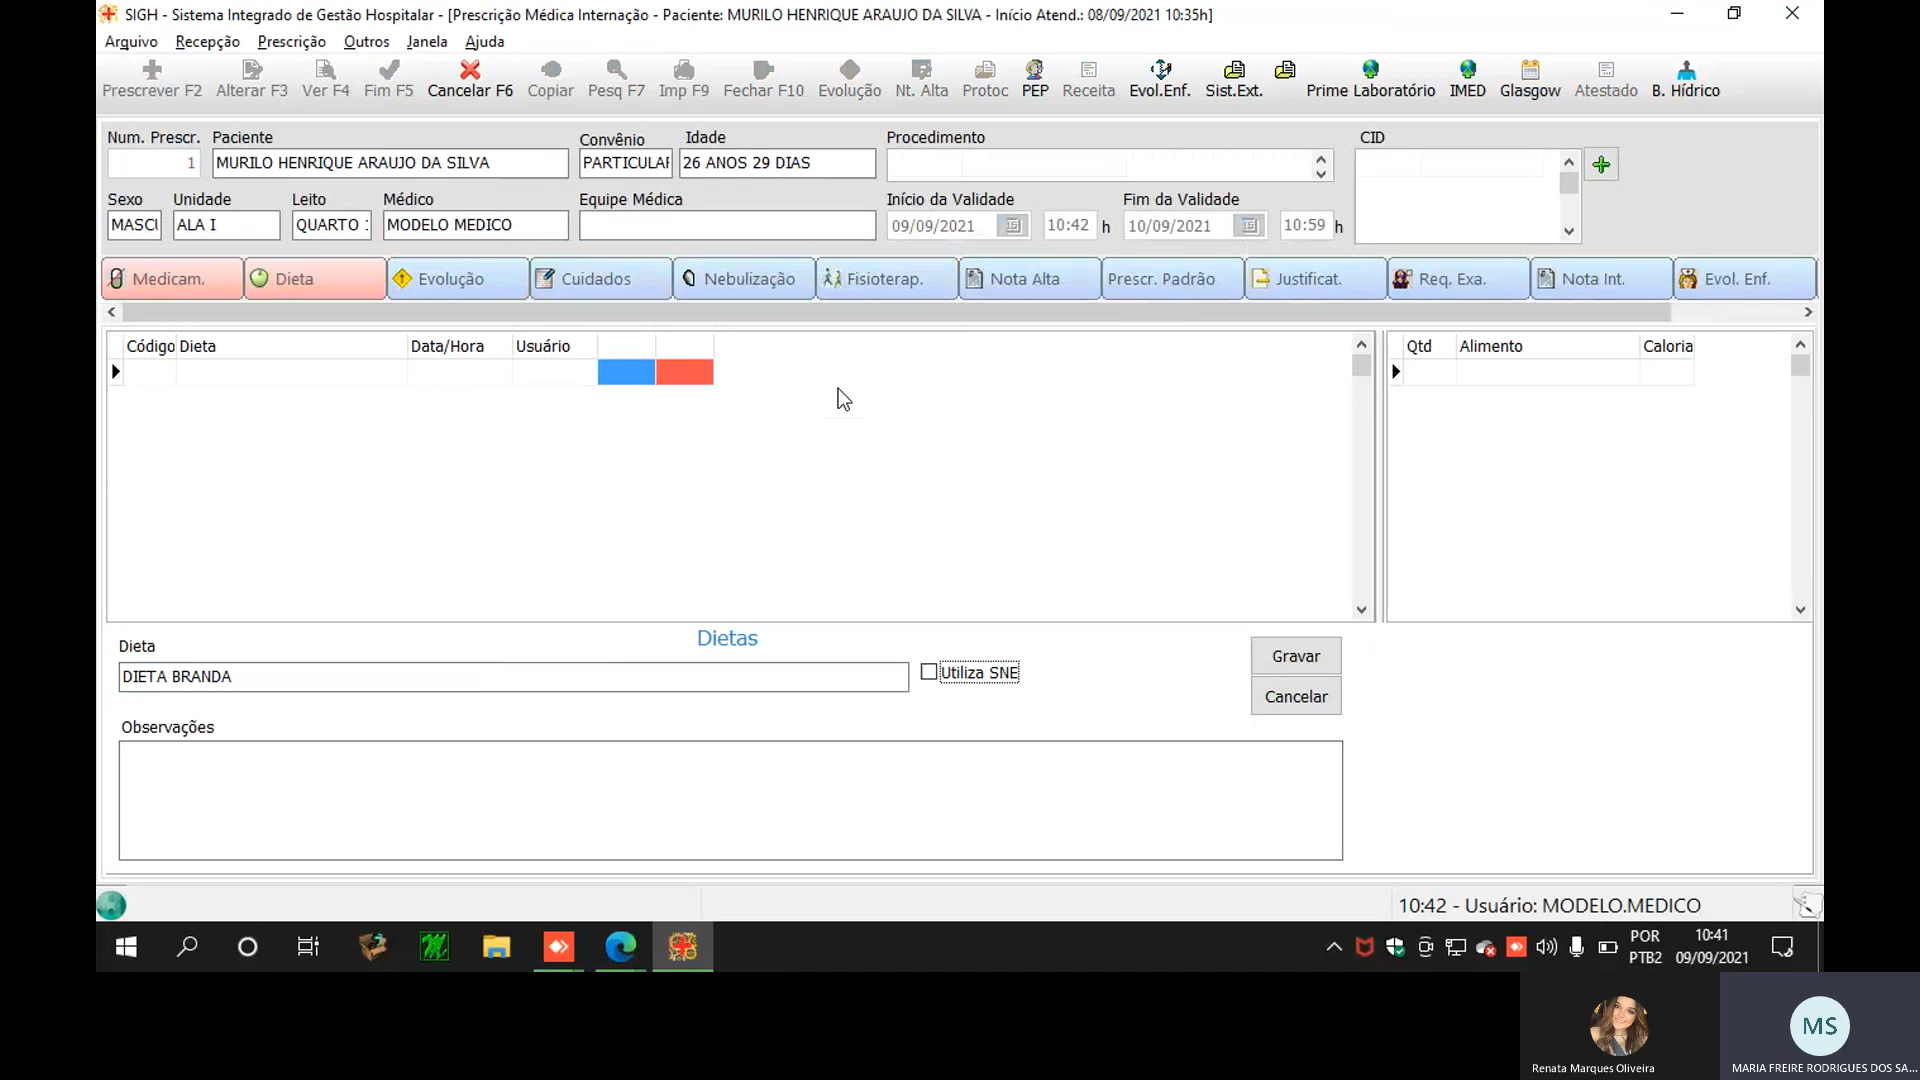 SIGH - Sistema Integrado de Gestão Hospitalar - [Prescrição Médica Internação - Paciente: MURILO HENRIQUE ARAUJO DA SILVA - Início Atend.: 08/09/2021 10:35h]
Arquivo Recepção Prescrição Outros Janela Ajuda
Prescrever F2 Alterar F3 Ver F4 Fim F5 Cancelar F6 Copiar Pesq F7 Imp F9 Fechar F10 Evolução Nt. Alta Protoc PEP Receita Evol.Enf. Sist.Ext. Prime Laboratório IMED Glasgow Atestado B. Hídrico
Num. Prescr. Paciente Convênio Idade Procedimento CID
1 MURILO HENRIQUE ARAUJO DA SILVA PARTICULAR 26 ANOS 29 DIAS
Sexo Unidade Leito Médico Equipe Médica Início da Validade Fim da Validade
MASCU ALA I QUARTO 1 MODELO MEDICO 09/09/2021 15 10:42 h 10/09/2021 15 10:59 h
Medicam. Dieta Evolução Cuidados Nebulização Fisioterap. Nota Alta Prescr. Padrão Justificat. Req. Exa. Nota Int. Evol. Enf.
Código Dieta Data/Hora Usuário Qtd Alimento Caloria
Dietas
Dieta
Gravar
DIETA BRANDA Utiliza SNE
Cancelar
Observações
10:42 - Usuário: MODELO.MEDICO
POR 10:41
PTB2 09/09/2021
MS
Renata Marques Oliveira MARIA FREIRE RODRIGUES DOS SA...